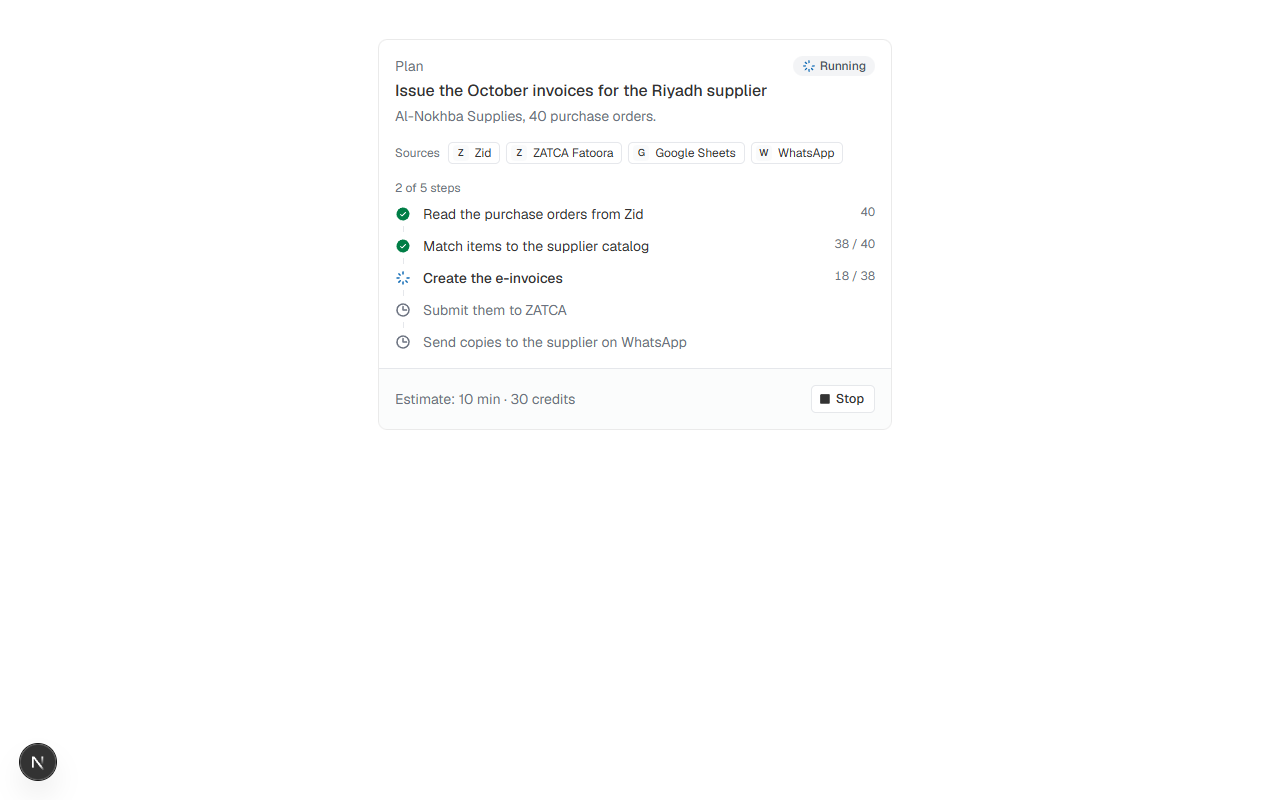 Plan
Running
Issue the October invoices for the Riyadh supplier
Al-Nokhba Supplies, 40 purchase orders.
Sources Z Zid Z ZATCA Fatoora G Google Sheets W WhatsApp
2 of 5 steps
Read the purchase orders from Zid 40
Match items to the supplier catalog 38 / 40
Create the e-invoices 18 / 38
Submit them to ZATCA
Send copies to the supplier on WhatsApp
Estimate: 10 min · 30 credits Stop
N